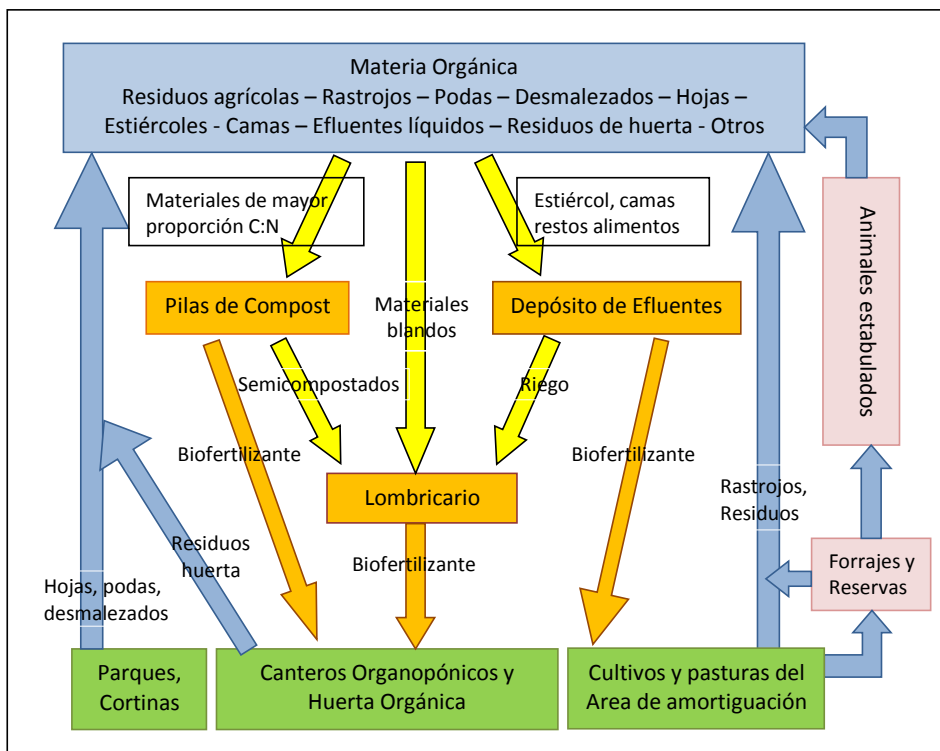 Materia Orgánica
Residuos agrícolas – Rastrojos – Podas – Desmalezados – Hojas –
Estiércoles - Camas – Efluentes líquidos – Residuos de huerta - Otros
Materiales de mayor
proporción C:N
Estiércol, camas
restos alimentos
Animales estabulados
Pilas de Compost
Materiales
blandos
Depósito de Efluentes
Semicompostados
Riego
Biofertilizante
Biofertilizante
Lombricario
Rastrojos,
Residuos
Residuos
huerta
Biofertilizante
Forrajes y
Reservas
Hojas, podas,
desmalezados
Parques,
Cortinas
Canteros Organopónicos y
Huerta Orgánica
Cultivos y pasturas del
Area de amortiguación